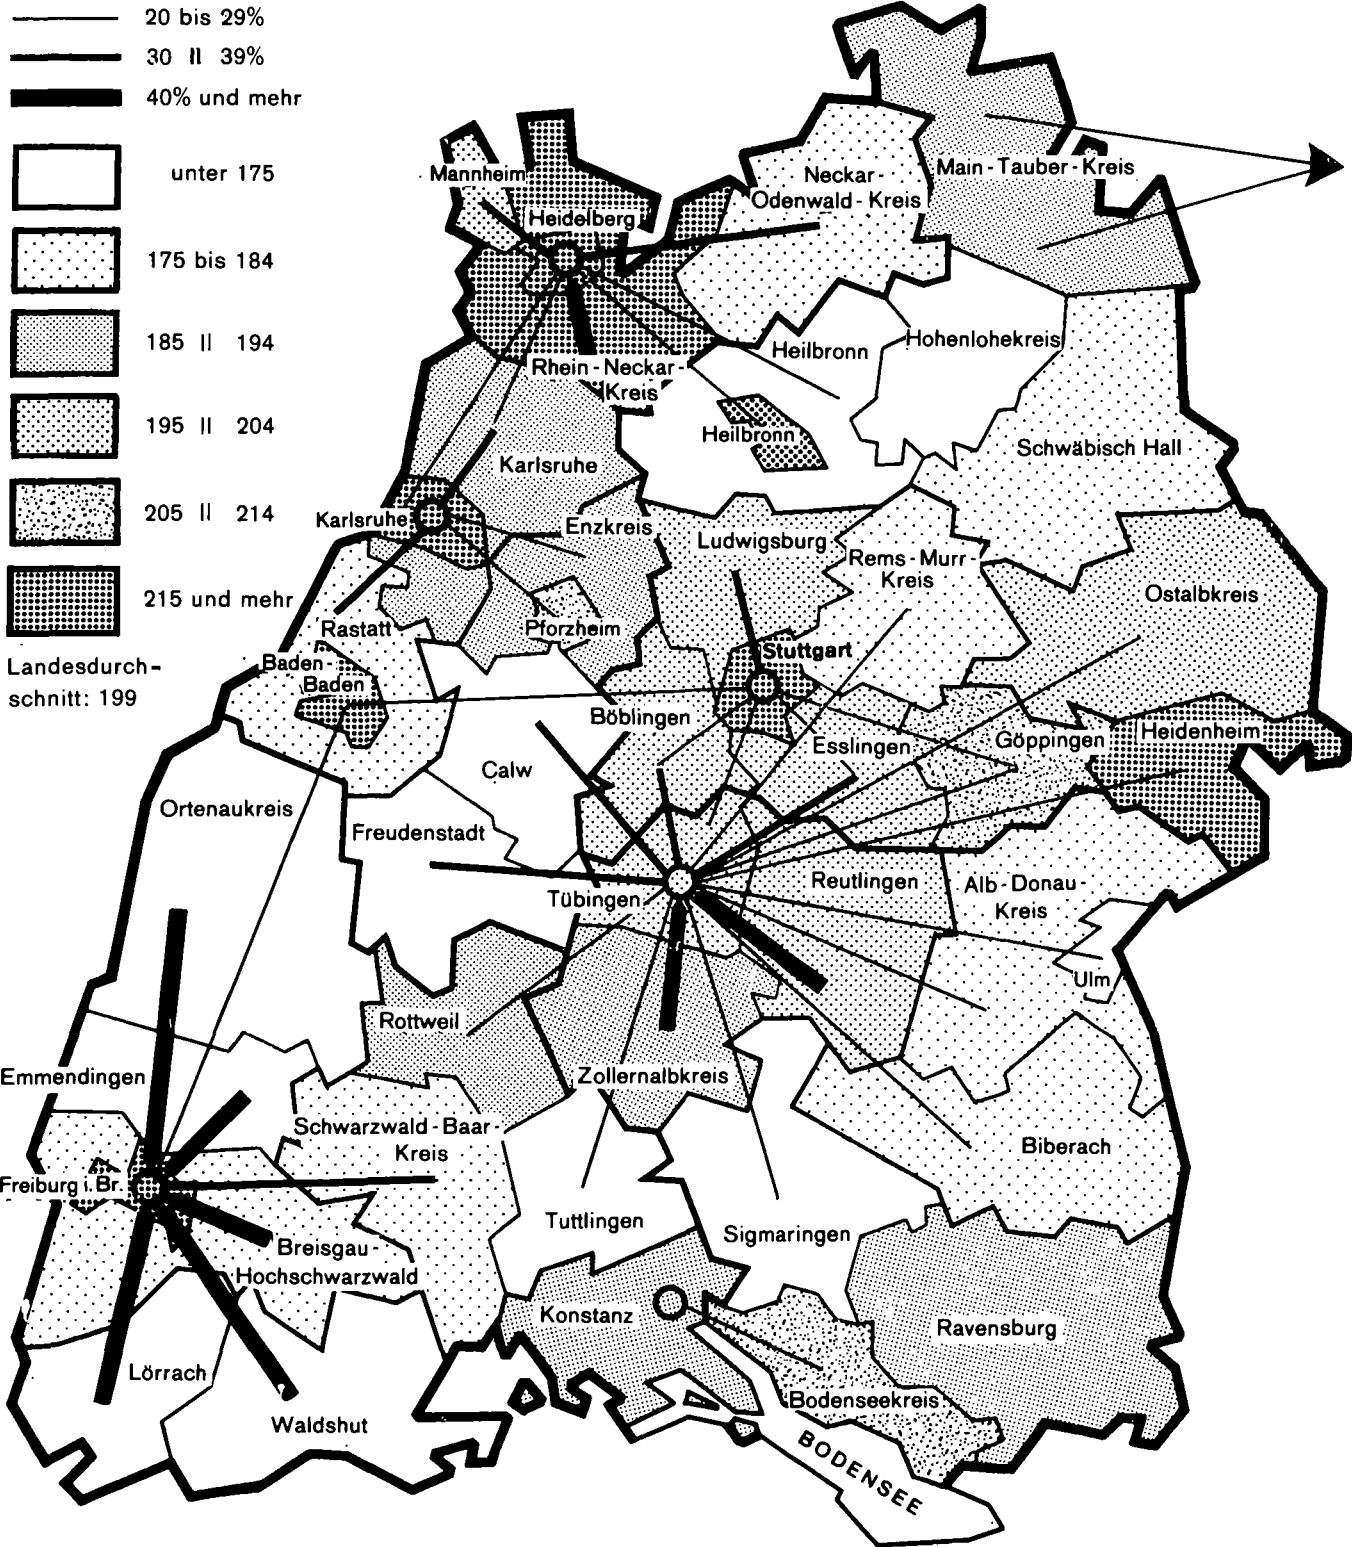 20 bis 29%
30 II 39%
40% und mehr
unter 175
175 bis 184
185 II 194
195 II 204
205 II 214
215 und mehr
Landesdurch-
schnitt: 199
Mannheim
Heidelberg
Neckar-
Odenwald-Kreis
Main-Tauber-Kreis
Rhein-Neckar-
Kreis
Heilbronn
Hohenlohekreis
Heilbronn
Schwäbisch Hall
Karlsruhe
Karlsruhe
Enzkreis
Ludwigsburg
Rems-Murr-
Kreis
Ostalbkreis
Rastatt
Pforzheim
Baden-
Baden
Stuttgart
Böblingen
Esslingen
Göppingen
Heidenheim
Calw
Ortenaukreis
Freudenstadt
Tübingen
Reutlingen
Alb-Donau-
Kreis
Ulm
Rottweil
Emmendingen
Zollernalbkreis
Schwarzwald-Baar-
Kreis
Biberach
Freiburg i. Br.
Tuttlingen
Sigmaringen
Breisgau-
Hochschwarzwald
Konstanz
Ravensburg
Lörrach
Bodenseekreis
Waldshut
BODENSEE